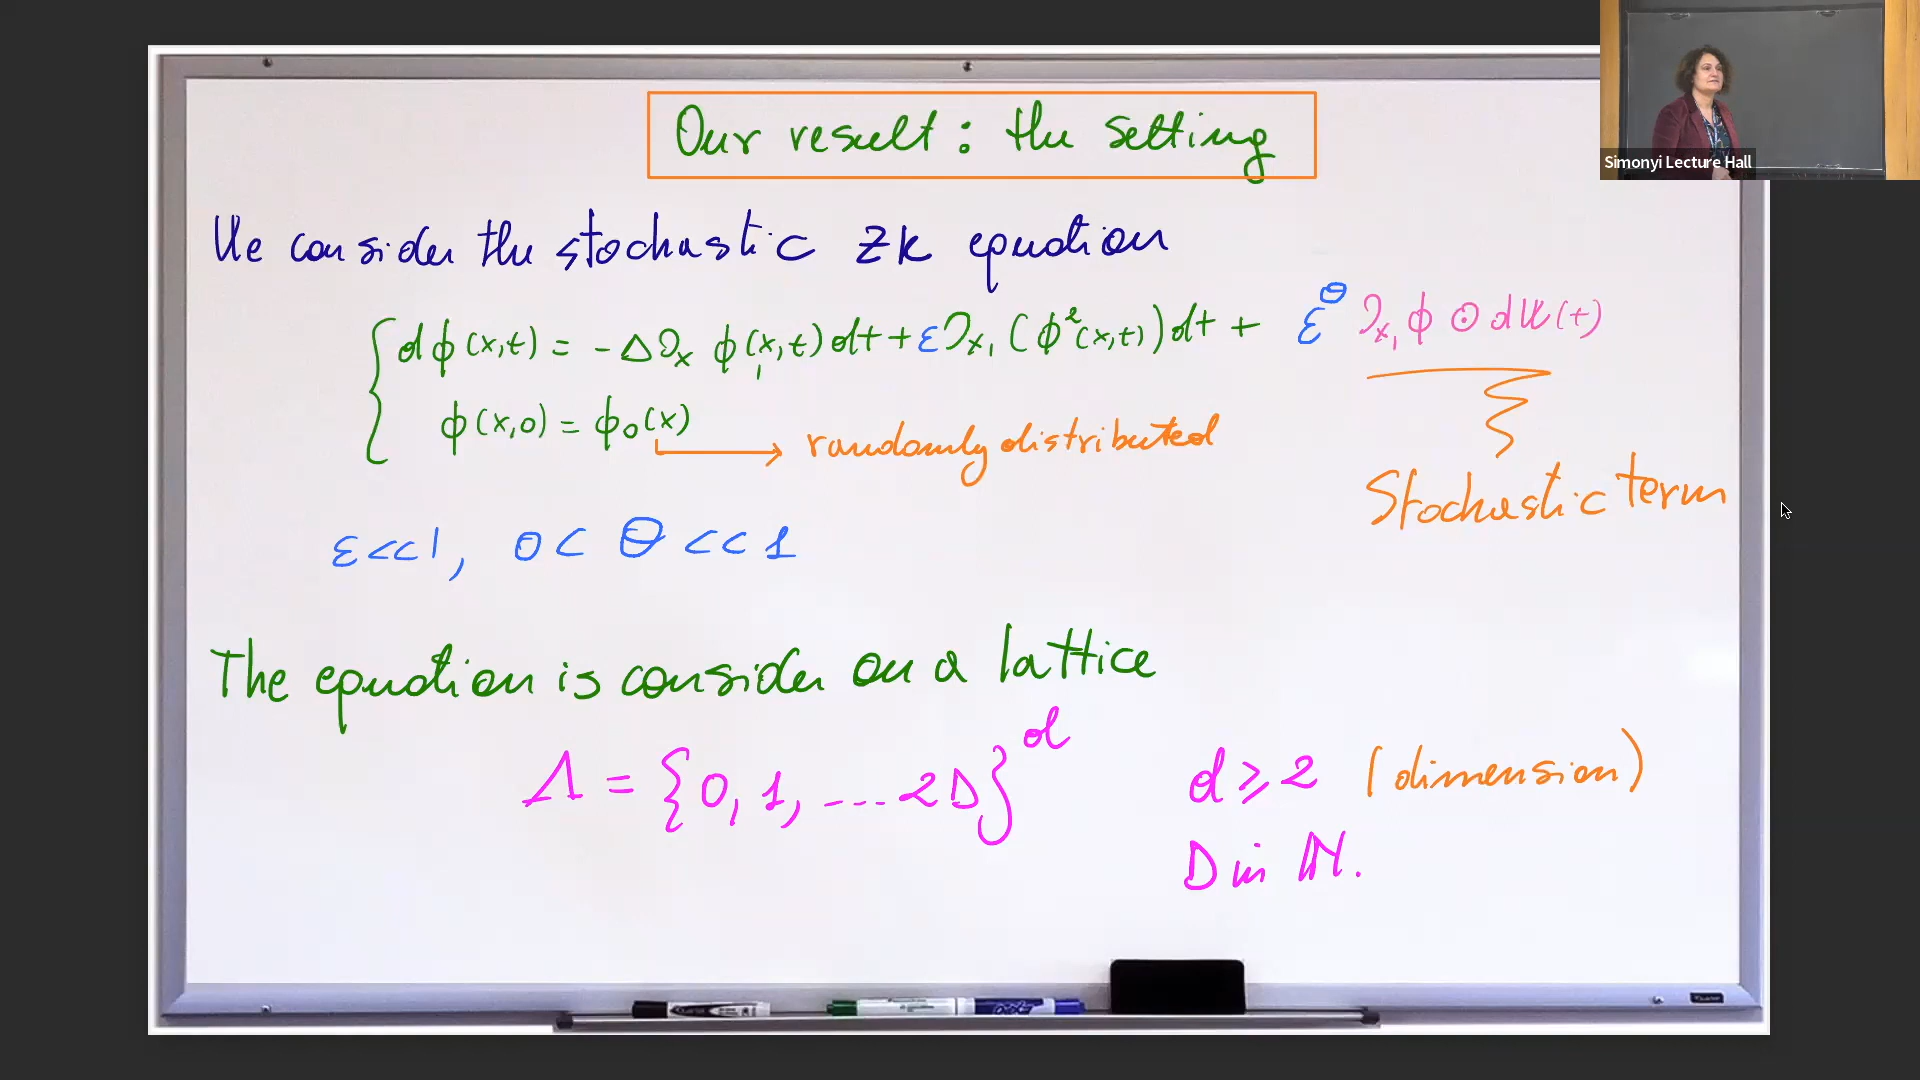 Our result: the setting
Simonyi Lecture Hall
We consider the stochastic ZK equation
dϕ(x,t) = -Δ∂x₁ ϕ(x,t)dt + ε∂x₁(ϕ²(x,t))dt + ε^θ ∂x₁ϕ ⊙ dW(t)
ϕ(x,0) = ϕ₀(x) → randomly distributed
Stochastic term
ε<<1, 0 < θ << 1
The equation is consider on a lattice
Λ = {0, 1, ... 2D}^d d ⩾ 2 (dimension)
D in ℕ.